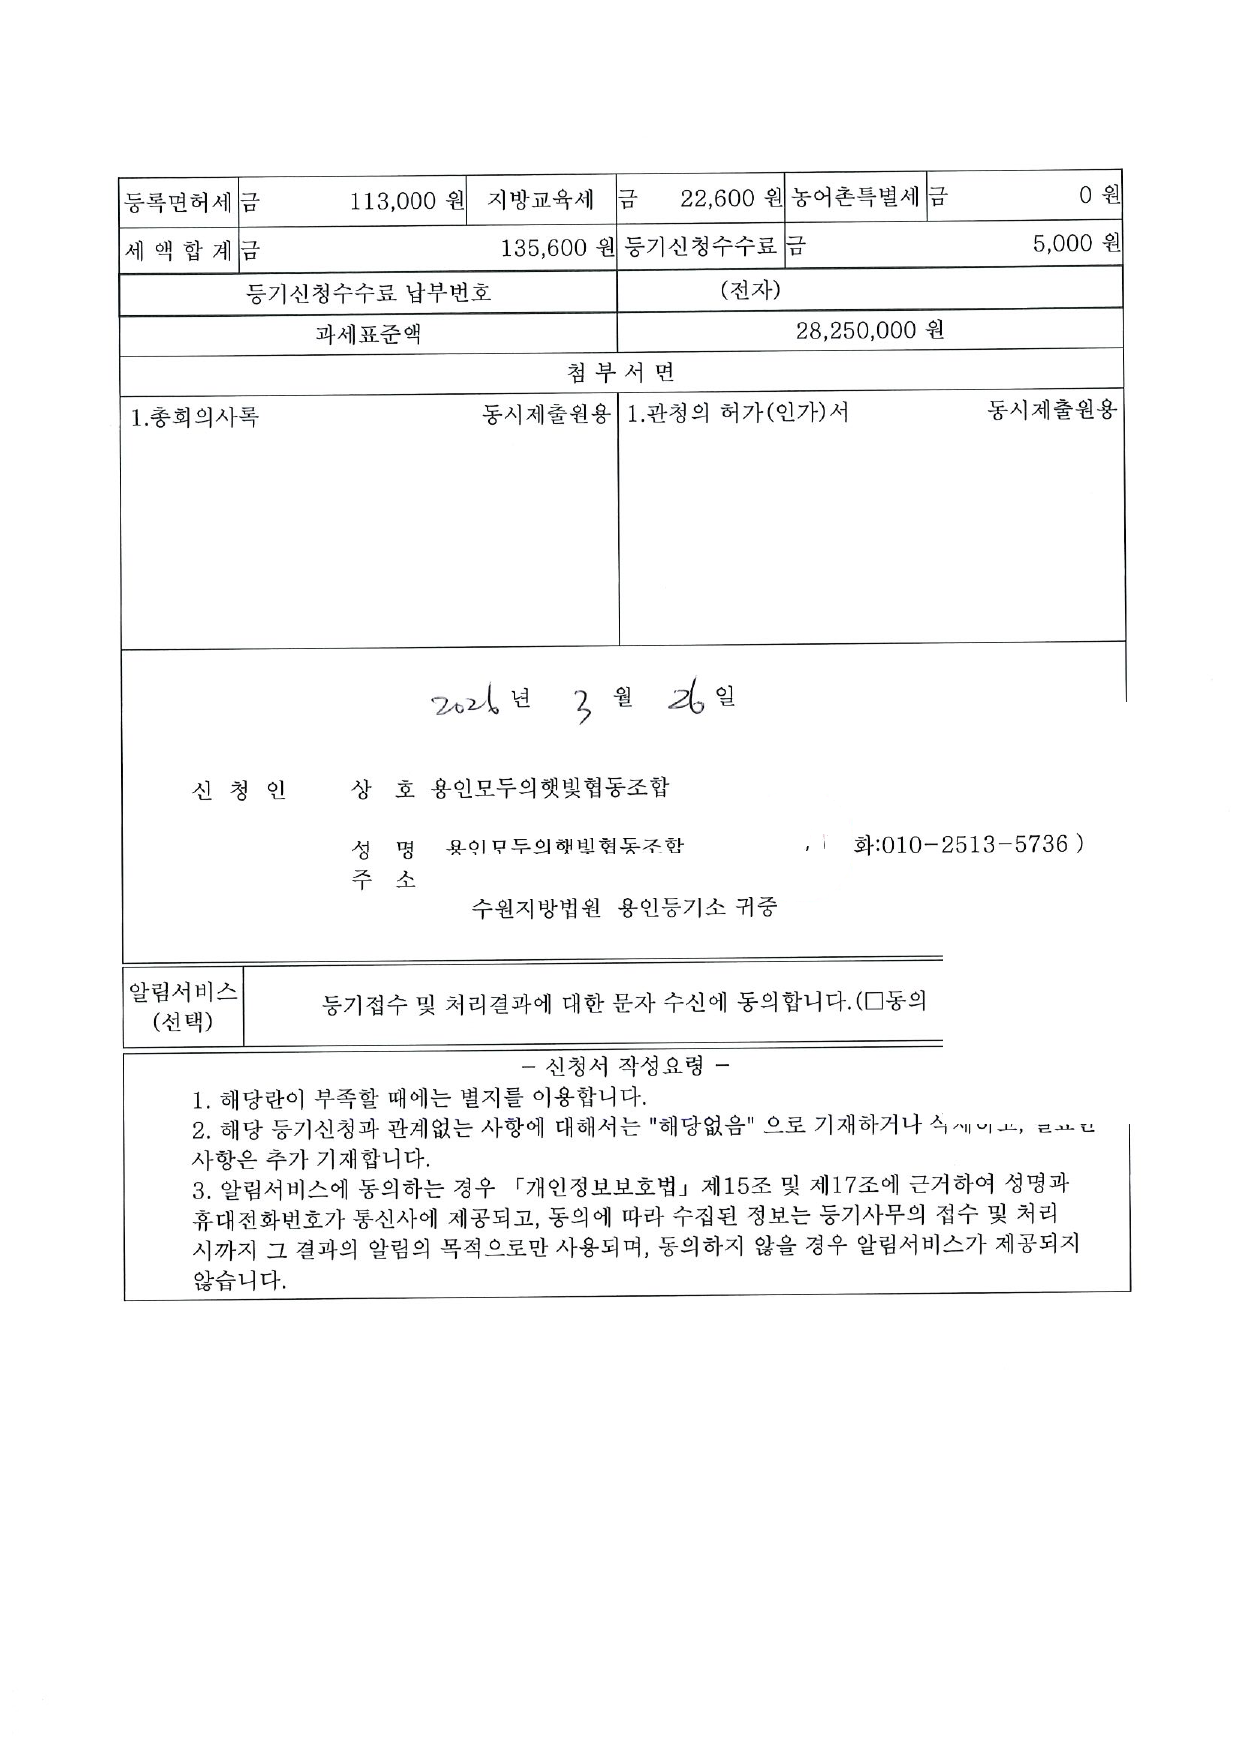 등록면허세 금 113,000 원 지방교육세 금 22,600 원 농어촌특별세 금 0 원
세 액 합 계 금 135,600 원 등기신청수수료 금 5,000 원
등기신청수수료 납부번호 (전자)
과세표준액 28,250,000 원
첨 부 서 면
1.총회의사록 동시제출원용 1.관청의 허가(인가)서 동시제출원용
2026 년 3 월 26 일
신 청 인 상 호 용인모두의햇빛협동조합
성 명 용인모두의햇빛협동조합 화:010-2513-5736 )
주 소
수원지방법원 용인등기소 귀중
알림서비스
(선택)
등기접수 및 처리결과에 대한 문자 수신에 동의합니다.(□동의
- 신청서 작성요령 -
1. 해당란이 부족할 때에는 별지를 이용합니다.
2. 해당 등기신청과 관계없는 사항에 대해서는 "해당없음" 으로 기재하거나
사항은 추가 기재합니다.
3. 알림서비스에 동의하는 경우 「개인정보보호법」 제15조 및 제17조에 근거하여 성명과
휴대전화번호가 통신사에 제공되고, 동의에 따라 수집된 정보는 등기사무의 접수 및 처리
시까지 그 결과의 알림의 목적으로만 사용되며, 동의하지 않을 경우 알림서비스가 제공되지
않습니다.